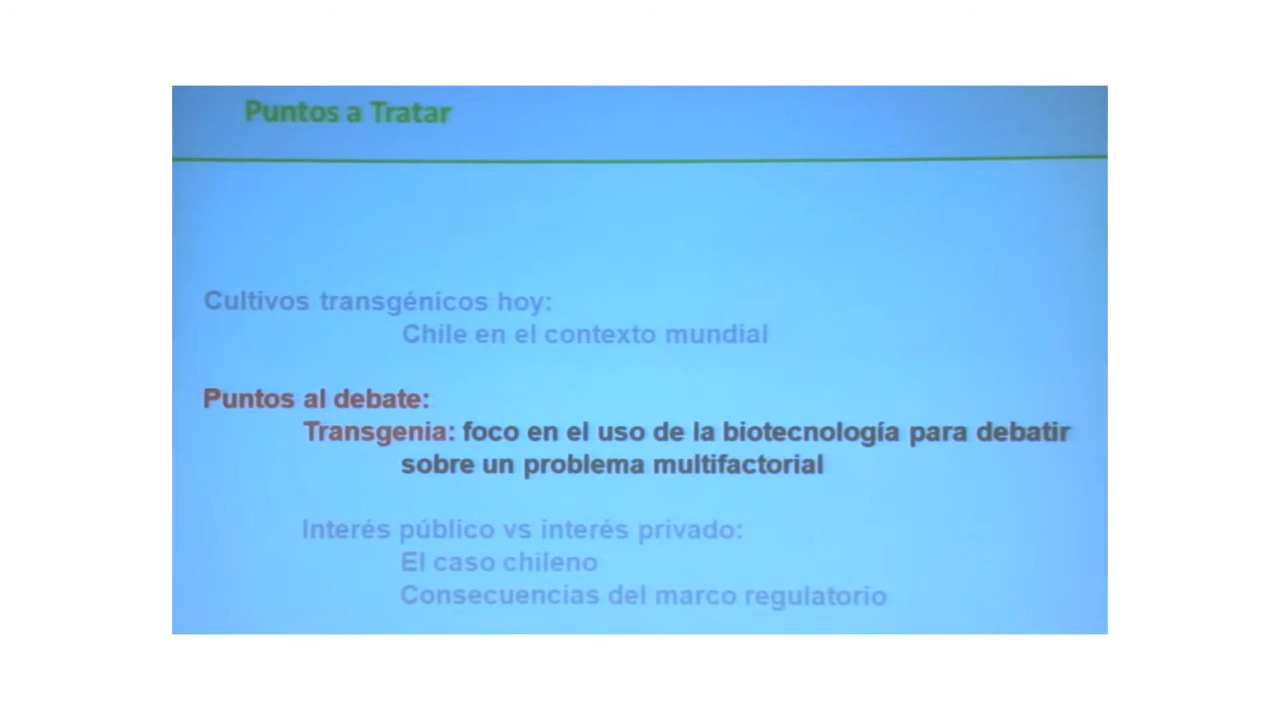 Puntos a Tratar
Cultivos transgénicos hoy:
Chile en el contexto mundial
Puntos al debate:
Transgenia: foco en el uso de la biotecnología para debatir
sobre un problema multifactorial
Interés público vs interés privado:
El caso chileno
Consecuencias del marco regulatorio